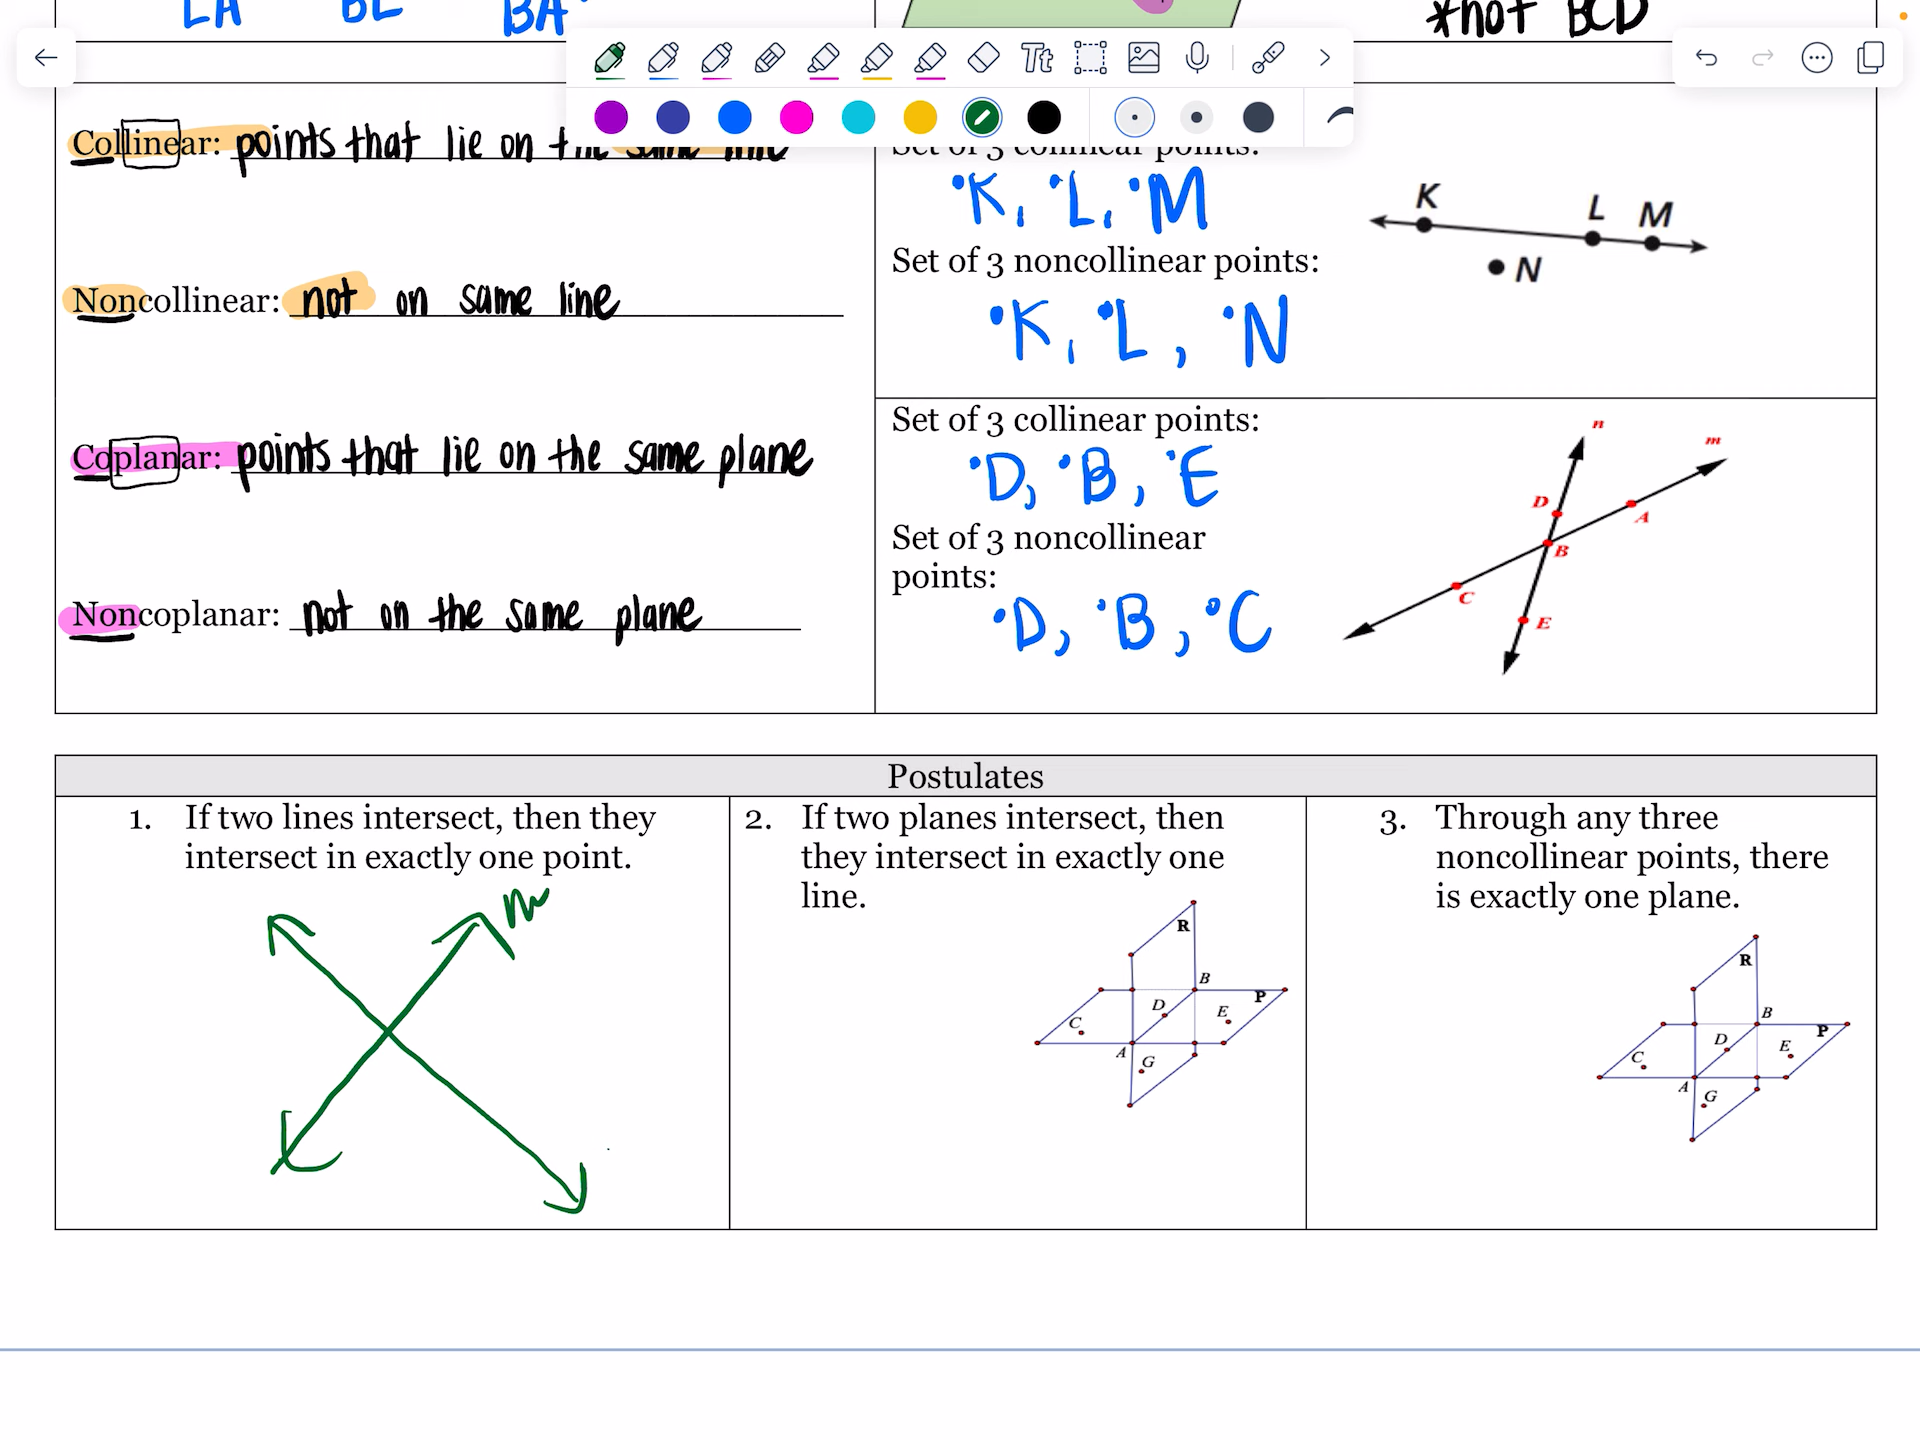 LA BL BA
*not BCD
Tt
Collinear: points that lie on the same line
Set of 3 collinear points:
K, L, M
K L M
N
Noncollinear: not on same line
Set of 3 noncollinear points:
K, L, N
Coplanar: points that lie on the same plane
Set of 3 collinear points:
D, B, E
Set of 3 noncollinear
points:
D, B, C
n
m
D
A
B
C
E
Noncoplanar: not on the same plane
Postulates
1. If two lines intersect, then they
intersect in exactly one point.
m
2. If two planes intersect, then
they intersect in exactly one
line.
R
B
P
D
E
C
A
G
3. Through any three
noncollinear points, there
is exactly one plane.
R
B
P
D
E
C
A
G